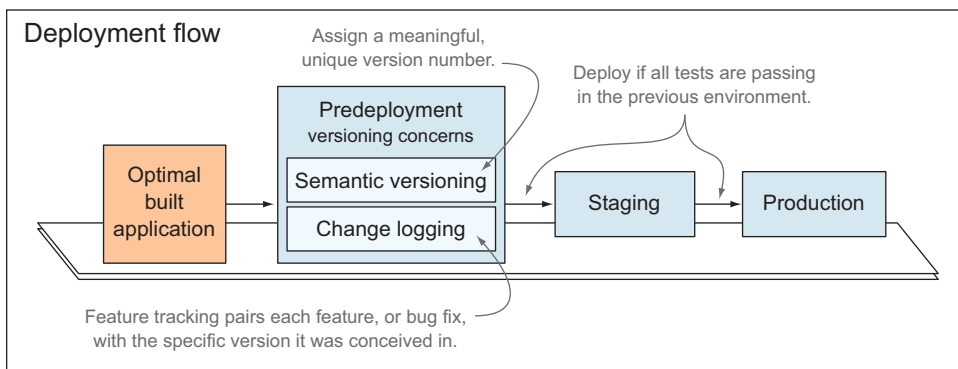 Deployment flow
Assign a meaningful,
unique version number.
Deploy if all tests are passing
in the previous environment.
Predeployment
versioning concerns
Optimal
built
application
Semantic versioning
Change logging
Staging
Production
Feature tracking pairs each feature, or bug fix,
with the specific version it was conceived in.